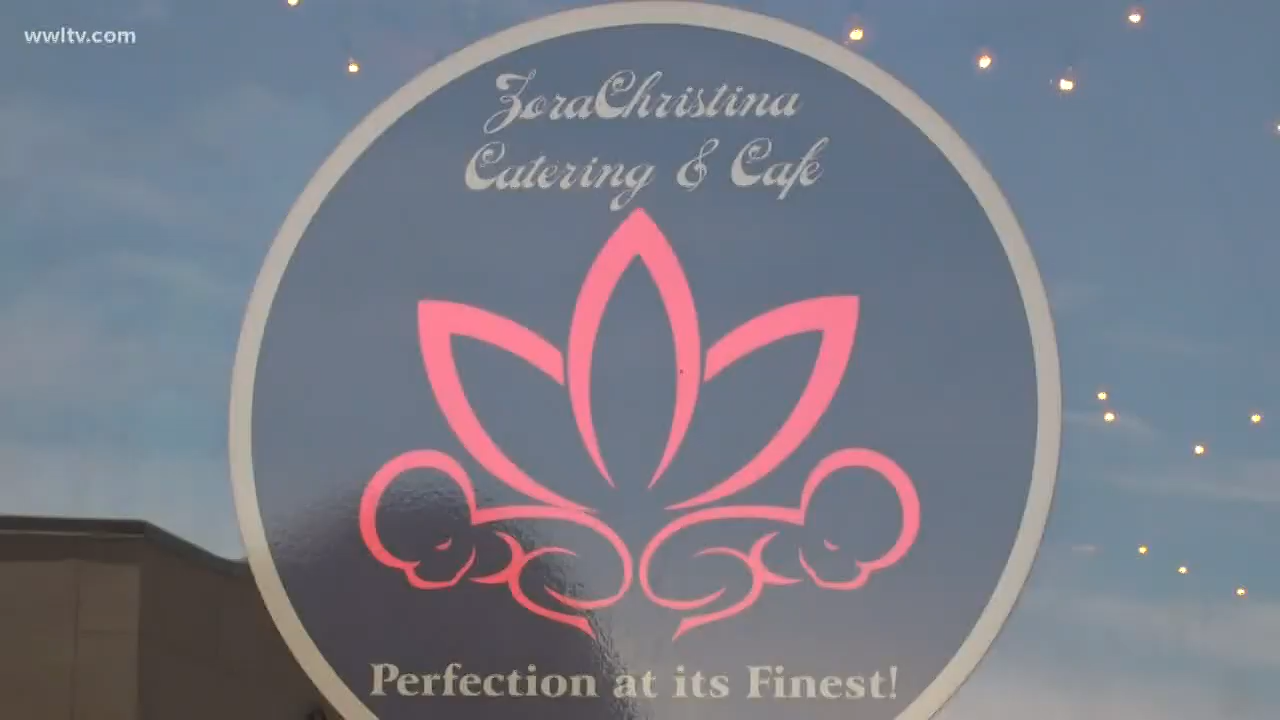 wwltv.com
ZoraChristina
Catering & Cafe
Perfection at its Finest!